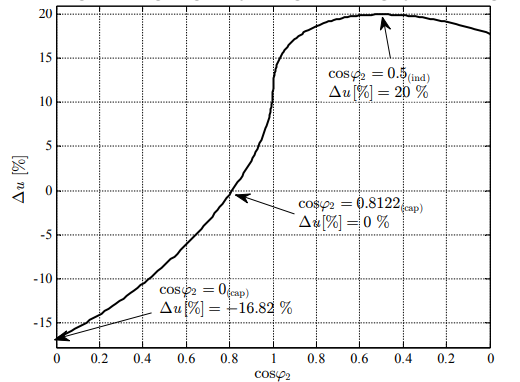 20
15
10
5
0
-5
-10
-15
Δu [%]
cosφ₂ = 0.5₍ind₎
Δu[%] = 20 %
cosφ₂ = 0.8122₍cap₎
Δu[%] = 0 %
cosφ₂ = 0₍cap₎
Δu[%] = −16.82 %
0 0.2 0.4 0.6 0.8 1 0.8 0.6 0.4 0.2 0
cosφ₂